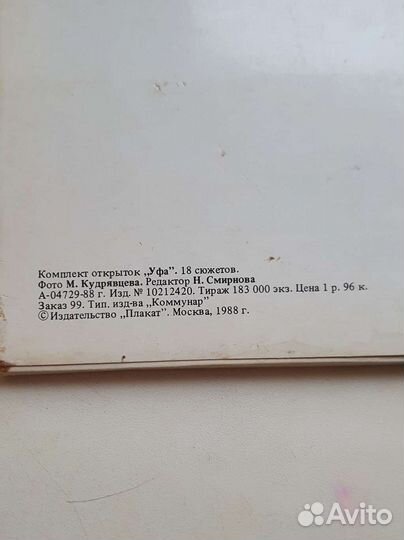 Комплект открыток „Уфа”. 18 сюжетов.
Фото М. Кудрявцева. Редактор Н. Смирнова
А-04729-88 г. Изд. № 10212420. Тираж 183 000 экз. Цена 1 р. 96 к.
Заказ 99. Тип. изд-ва „Коммунар”
© Издательство „Плакат”. Москва, 1988 г.
Avito